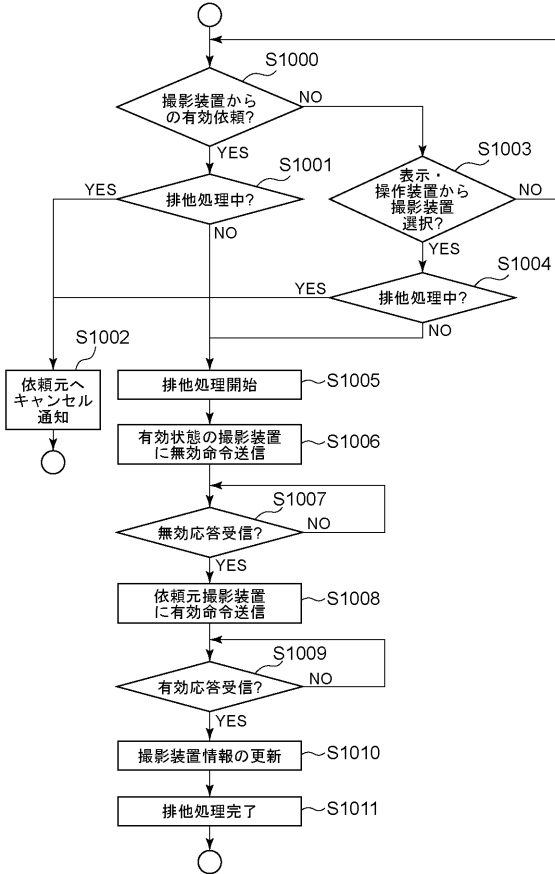 S1000
撮影装置から
の有効依頼?
NO
YES
S1001
排他処理中?
YES
NO
S1003
表示・
操作装置から
撮影装置
選択?
NO
YES
S1004
排他処理中?
YES
NO
S1002
依頼元へ
キャンセル
通知
排他処理開始
S1005
有効状態の撮影装置
に無効命令送信
S1006
S1007
無効応答受信?
NO
YES
依頼元撮影装置
に有効命令送信
S1008
S1009
有効応答受信?
NO
YES
撮影装置情報の更新
S1010
排他処理完了
S1011